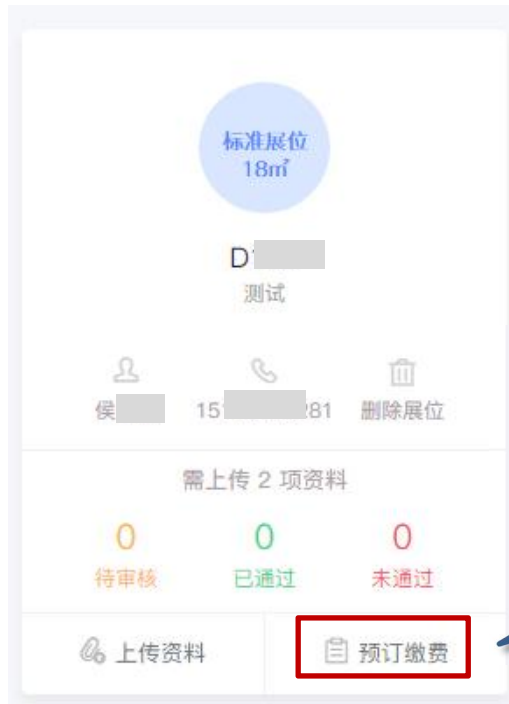 标准展位
18㎡
D1
测试
侯 15 281 删除展位
需上传 2 项资料
0 0 0
待审核 已通过 未通过
上传资料 预订缴费